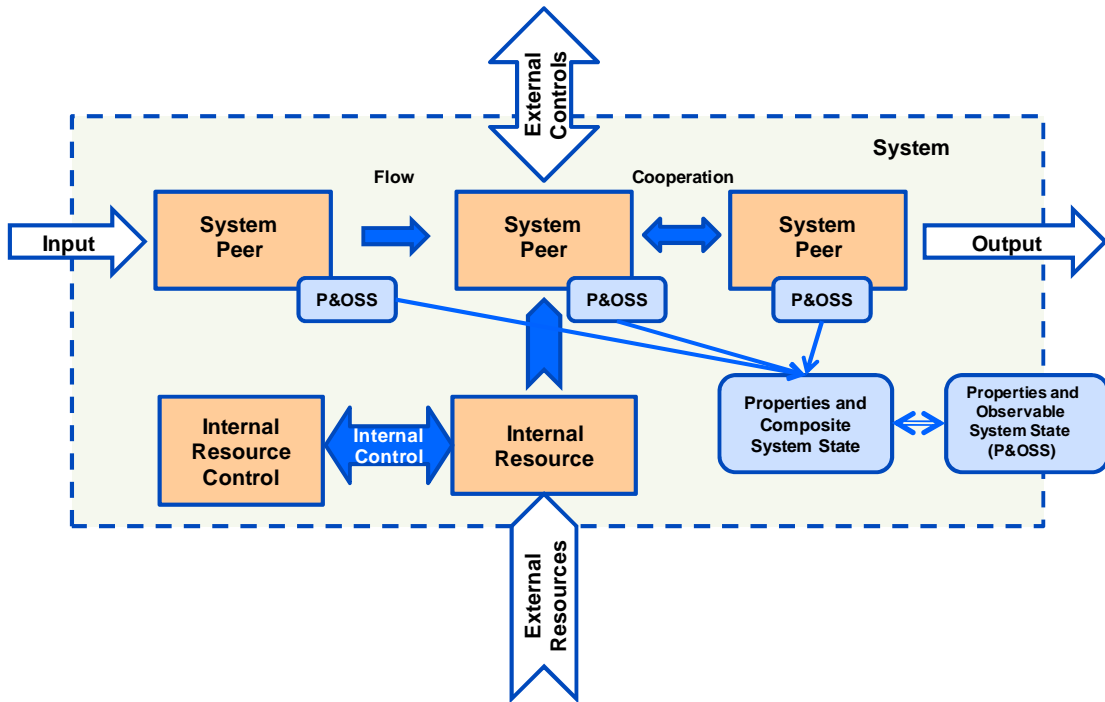 External
Controls
System
Flow
Cooperation
Input
System
Peer
System
Peer
System
Peer
Output
P&OSS
P&OSS
P&OSS
Internal
Resource
Control
Internal
Control
Internal
Resource
Properties and
Composite
System State
Properties and
Observable
System State
(P&OSS)
External
Resources